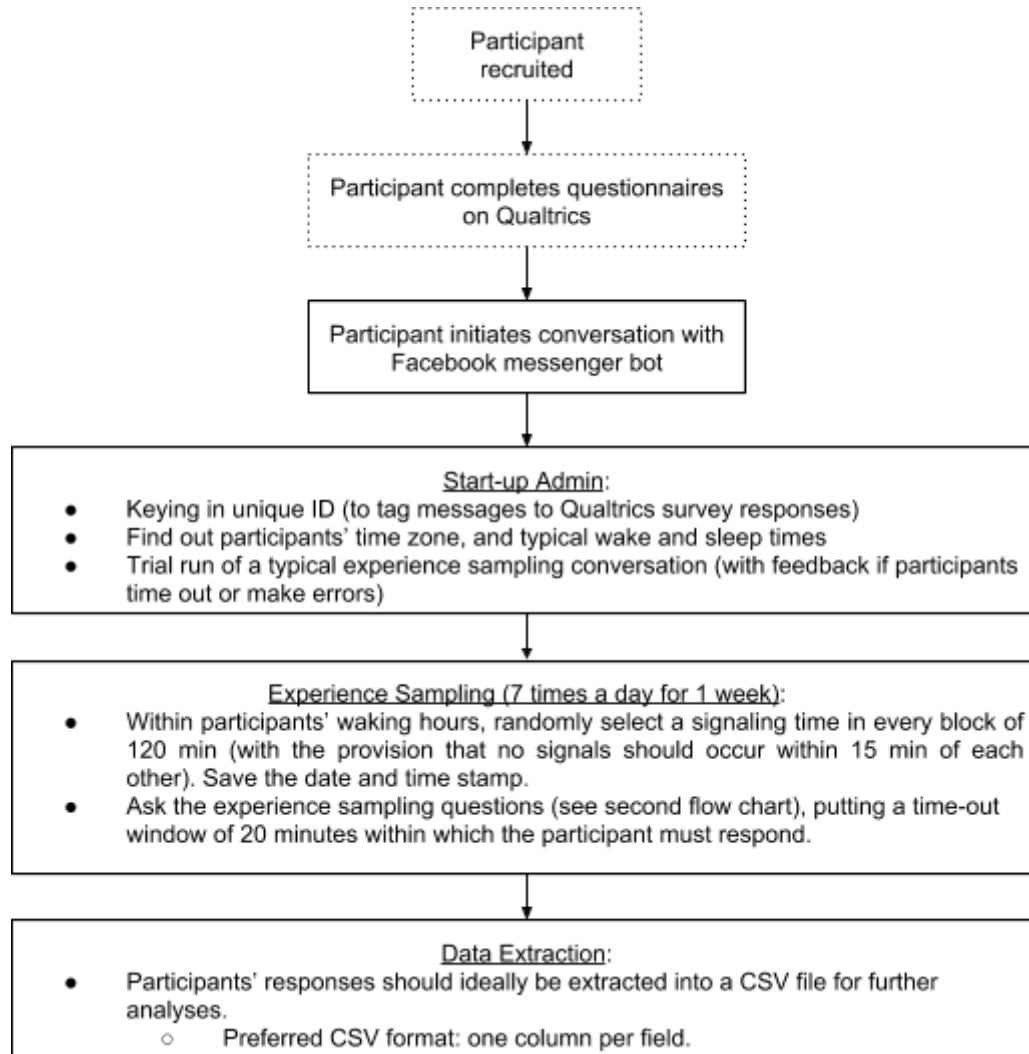 Participant
recruited
Participant completes questionnaires
on Qualtrics
Participant initiates conversation with
Facebook messenger bot
Start-up Admin:
● Keying in unique ID (to tag messages to Qualtrics survey responses)
● Find out participants’ time zone, and typical wake and sleep times
● Trial run of a typical experience sampling conversation (with feedback if participants
time out or make errors)
Experience Sampling (7 times a day for 1 week):
● Within participants’ waking hours, randomly select a signaling time in every block of
120 min (with the provision that no signals should occur within 15 min of each
other). Save the date and time stamp.
● Ask the experience sampling questions (see second flow chart), putting a time-out
window of 20 minutes within which the participant must respond.
Data Extraction:
● Participants’ responses should ideally be extracted into a CSV file for further
analyses.
○ Preferred CSV format: one column per field.